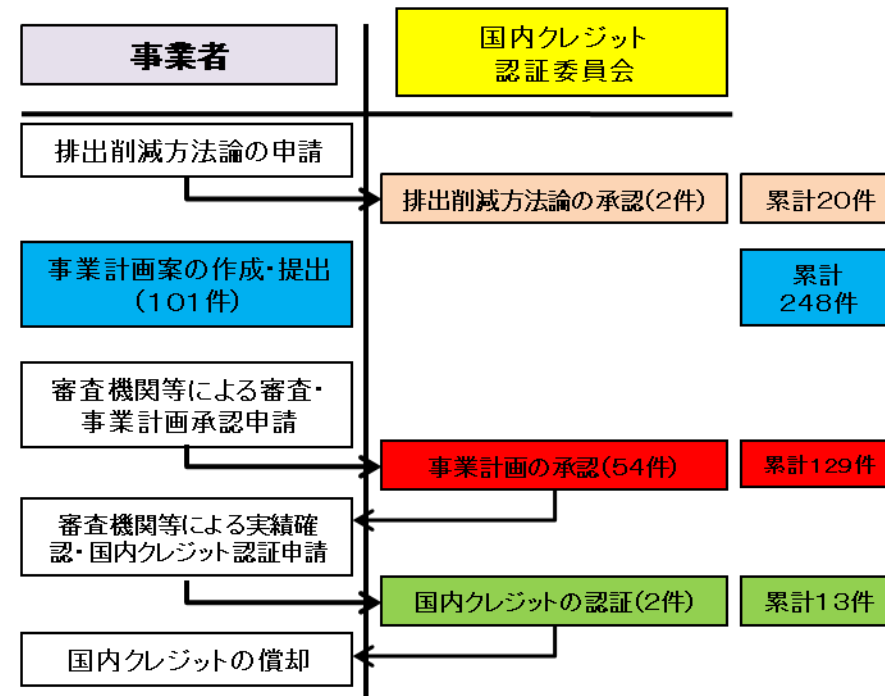 事業者
国内クレジット
認証委員会
排出削減方法論の申請
排出削減方法論の承認(2件)
累計20件
事業計画案の作成・提出
(101件)
累計
248件
審査機関等による審査・
事業計画承認申請
事業計画の承認(54件)
累計129件
審査機関等による実績確
認・国内クレジット認証申請
国内クレジットの認証(2件)
累計13件
国内クレジットの償却